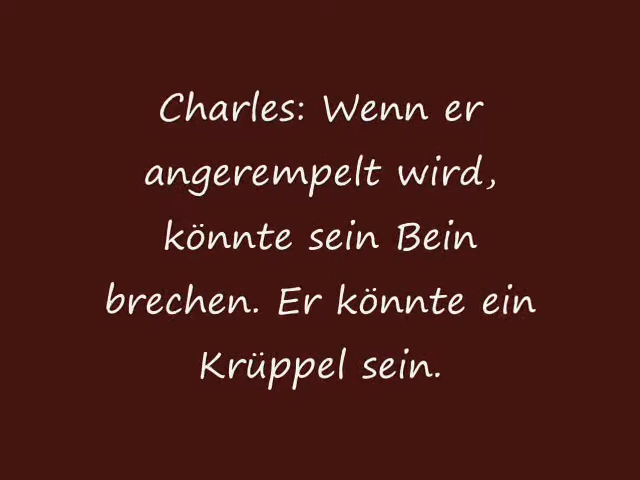 Charles: Wenn er
angerempelt wird,
könnte sein Bein
brechen. Er könnte ein
Krüppel sein.